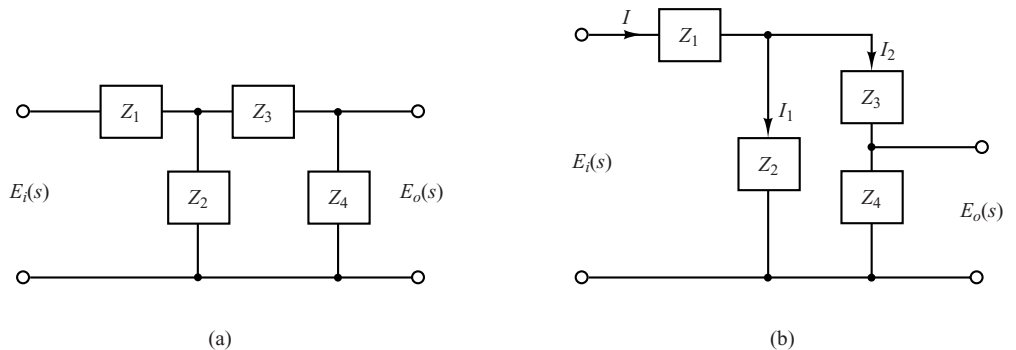 Z₁
Z₃
Eᵢ(s)
Z₂
Z₄
Eₒ(s)
(a)
I
Z₁
I₂
Z₃
I₁
Eᵢ(s)
Z₂
Z₄
Eₒ(s)
(b)